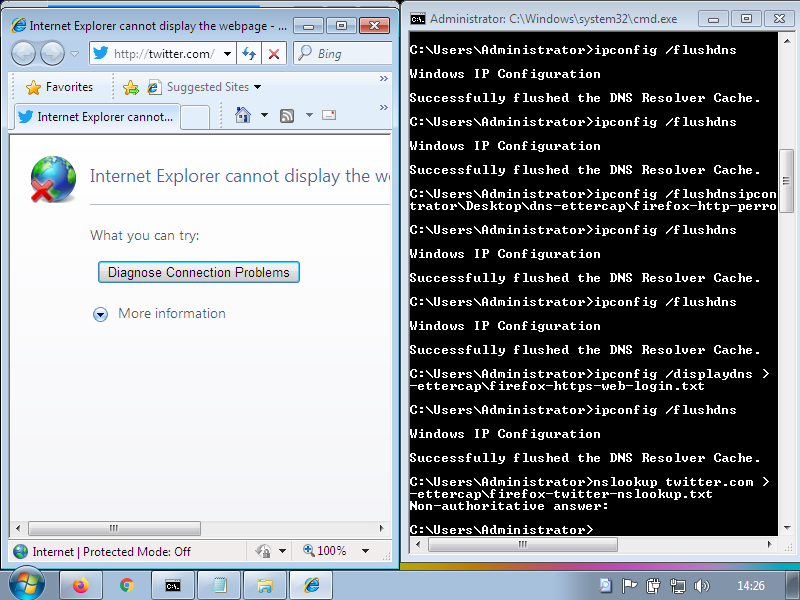 Internet Explorer cannot display the webpage - ...
http://twitter.com/
Bing
Favorites
Suggested Sites
Internet Explorer cannot...
Internet Explorer cannot display the w
What you can try:
Diagnose Connection Problems
More information
Internet | Protected Mode: Off
100%
Administrator: C:\Windows\system32\cmd.exe
C:\Users\Administrator>ipconfig /flushdns
Windows IP Configuration
Successfully flushed the DNS Resolver Cache.
C:\Users\Administrator>ipconfig /flushdns
Windows IP Configuration
Successfully flushed the DNS Resolver Cache.
C:\Users\Administrator>ipconfig /flushdnsipcon
trator\Desktop\dns-ettercap\firefox-http-perro
C:\Users\Administrator>ipconfig /flushdns
Windows IP Configuration
Successfully flushed the DNS Resolver Cache.
C:\Users\Administrator>ipconfig /flushdns
Windows IP Configuration
Successfully flushed the DNS Resolver Cache.
C:\Users\Administrator>ipconfig /displaydns >
-ettercap\firefox-https-web-login.txt
C:\Users\Administrator>ipconfig /flushdns
Windows IP Configuration
Successfully flushed the DNS Resolver Cache.
C:\Users\Administrator>nslookup twitter.com >
-ettercap\firefox-twitter-nslookup.txt
Non-authoritative answer:
C:\Users\Administrator>
14:26